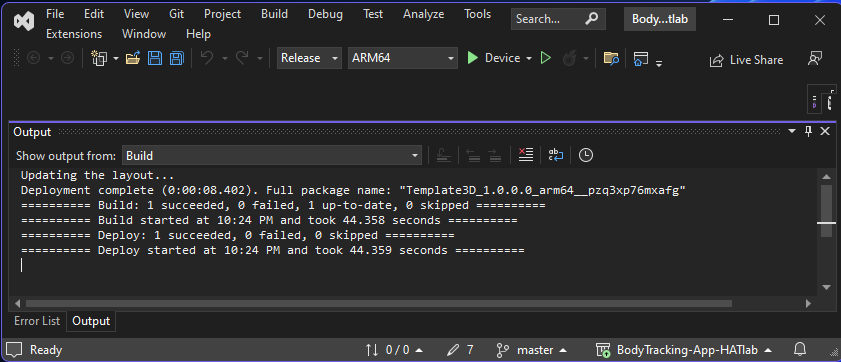 File Edit View Git Project Build Debug Test Analyze Tools
Search...
Body...tlab
Extensions Window Help
Release ARM64 Device
Live Share
Output
Show output from: Build
Updating the layout...
Deployment complete (0:00:08.402). Full package name: "Template3D_1.0.0.0_arm64__pzq3xp76mxafg"
========== Build: 1 succeeded, 0 failed, 1 up-to-date, 0 skipped ==========
========== Build started at 10:24 PM and took 44.358 seconds ==========
========== Deploy: 1 succeeded, 0 failed, 0 skipped ==========
========== Deploy started at 10:24 PM and took 44.359 seconds ==========
Error List Output
Ready 0 / 0 7 master BodyTracking-App-HATlab